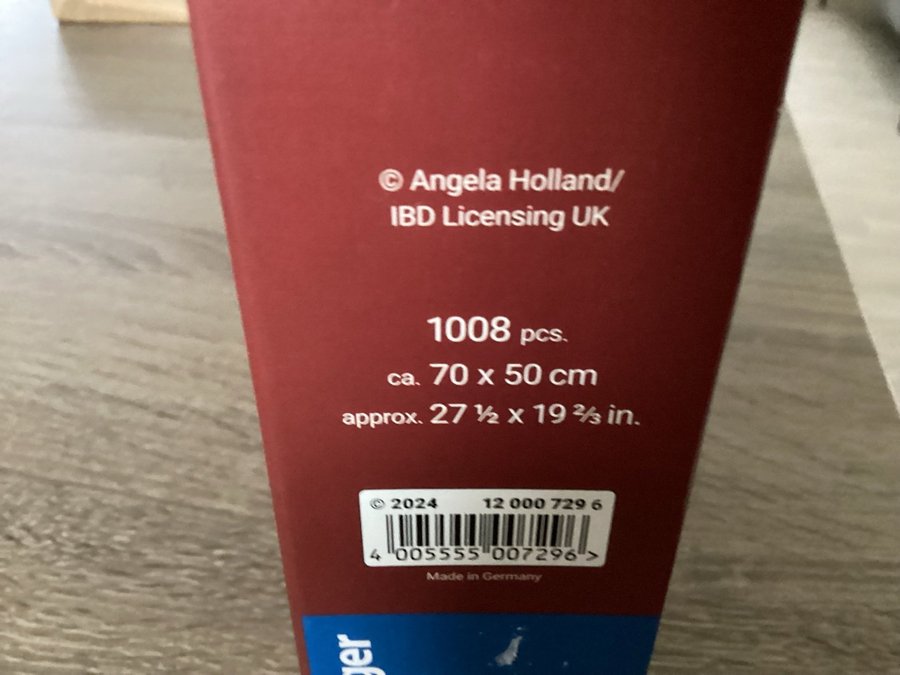 © Angela Holland/
IBD Licensing UK
1008 pcs.
ca. 70 x 50 cm
approx. 27 ½ x 19 ⅔ in.
© 2024 12 000 729 6
4 005555 007296 >
Made in Germany